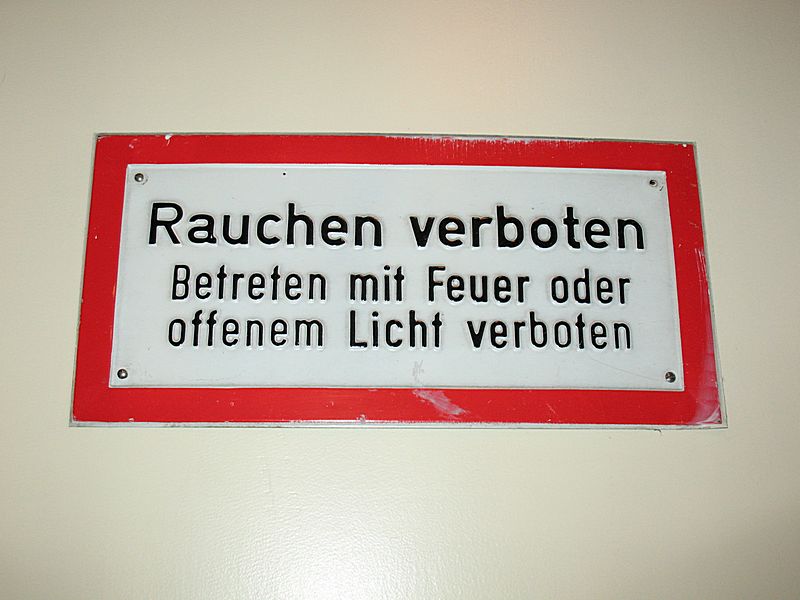 Rauchen verboten
Betreten mit Feuer oder
offenem Licht verboten